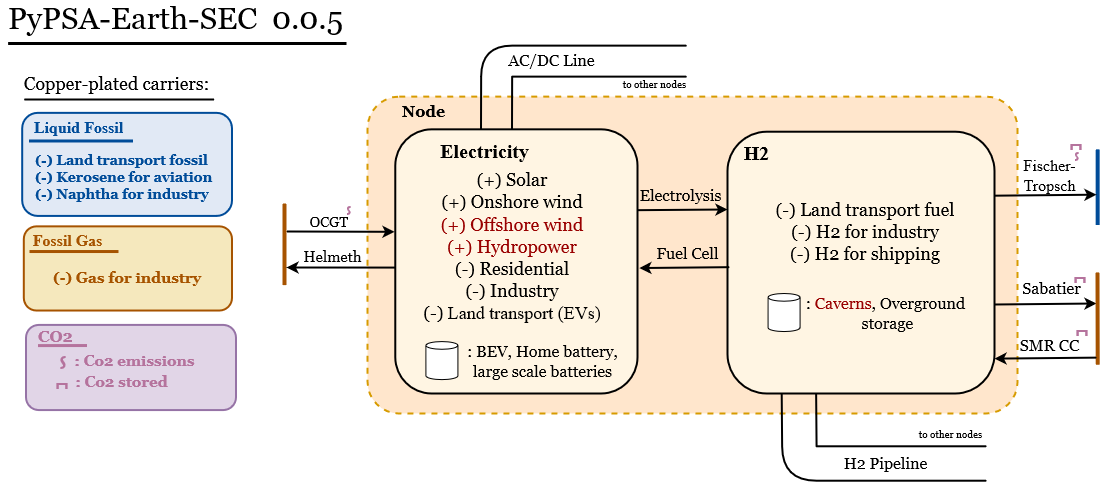 PyPSA-Earth-SEC 0.0.5
Copper-plated carriers:
Liquid Fossil
(-) Land transport fossil
(-) Kerosene for aviation
(-) Naphtha for industry
Fossil Gas
(-) Gas for industry
CO2
: Co2 emissions
: Co2 stored
AC/DC Line
to other nodes
Node
OCGT
Helmeth
Electricity
(+) Solar
(+) Onshore wind
(+) Offshore wind
(+) Hydropower
(-) Residential
(-) Industry
(-) Land transport (EVs)
: BEV, Home battery,
large scale batteries
Electrolysis
Fuel Cell
H2
(-) Land transport fuel
(-) H2 for industry
(-) H2 for shipping
: Caverns, Overground
storage
Fischer-
Tropsch
Sabatier
SMR CC
to other nodes
H2 Pipeline